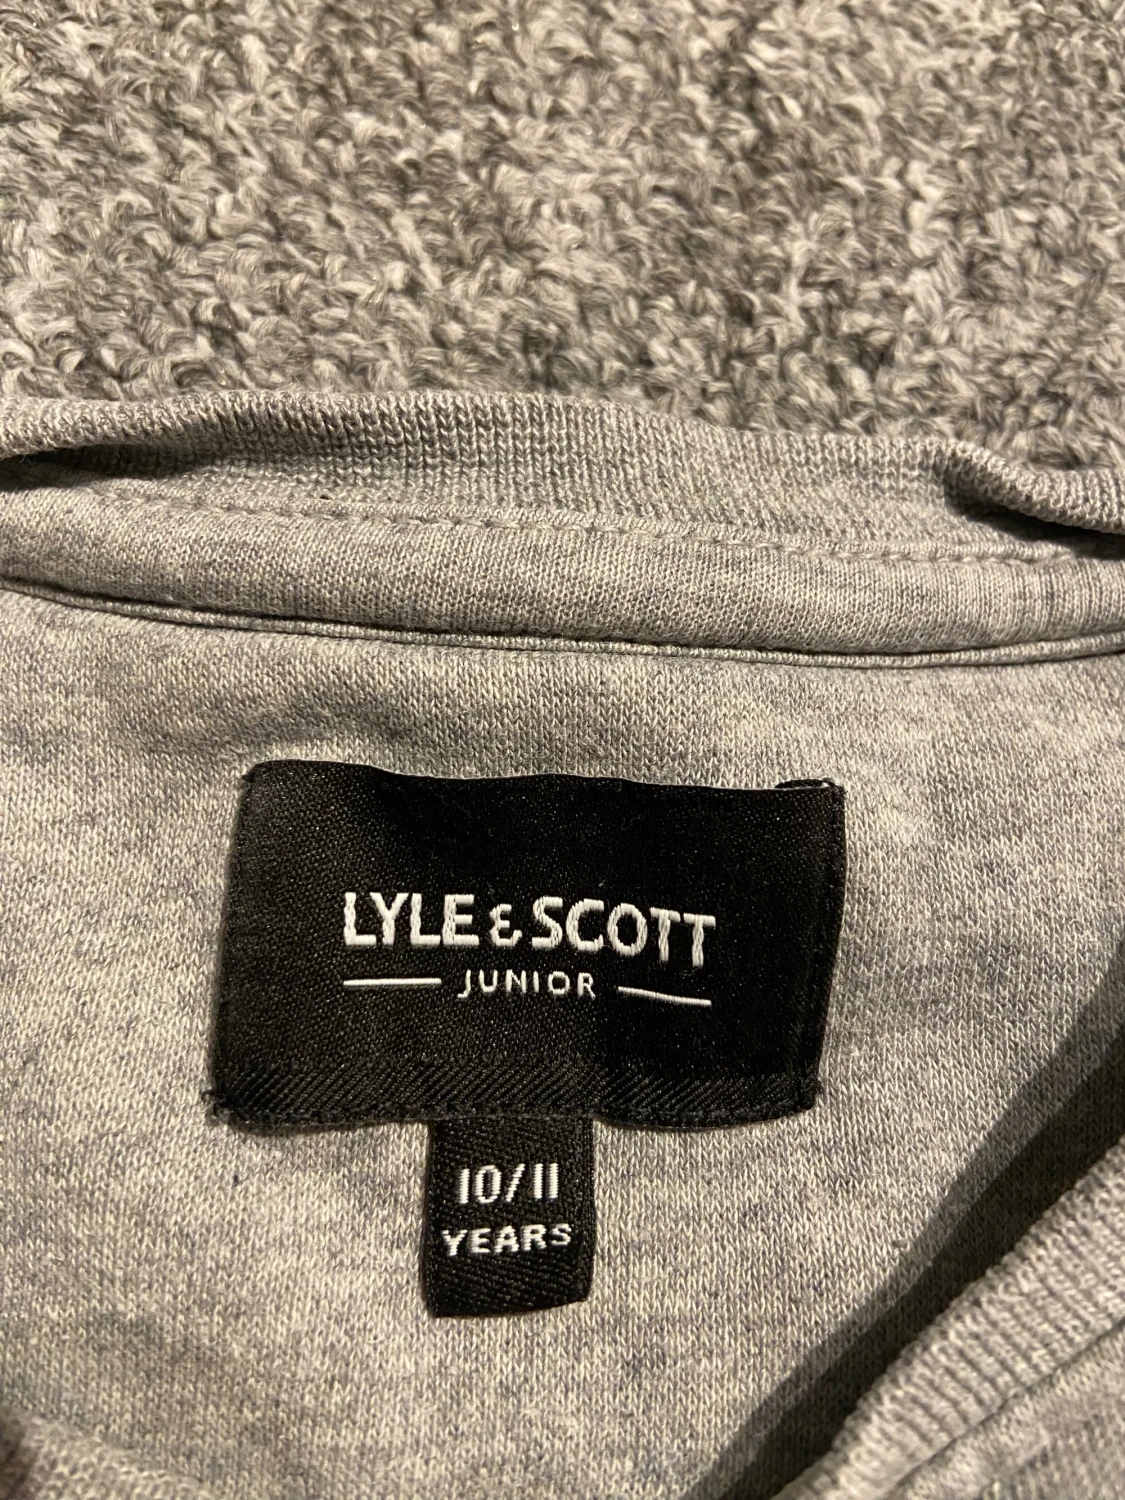 LYLE & SCOTT
JUNIOR
10/11
YEARS